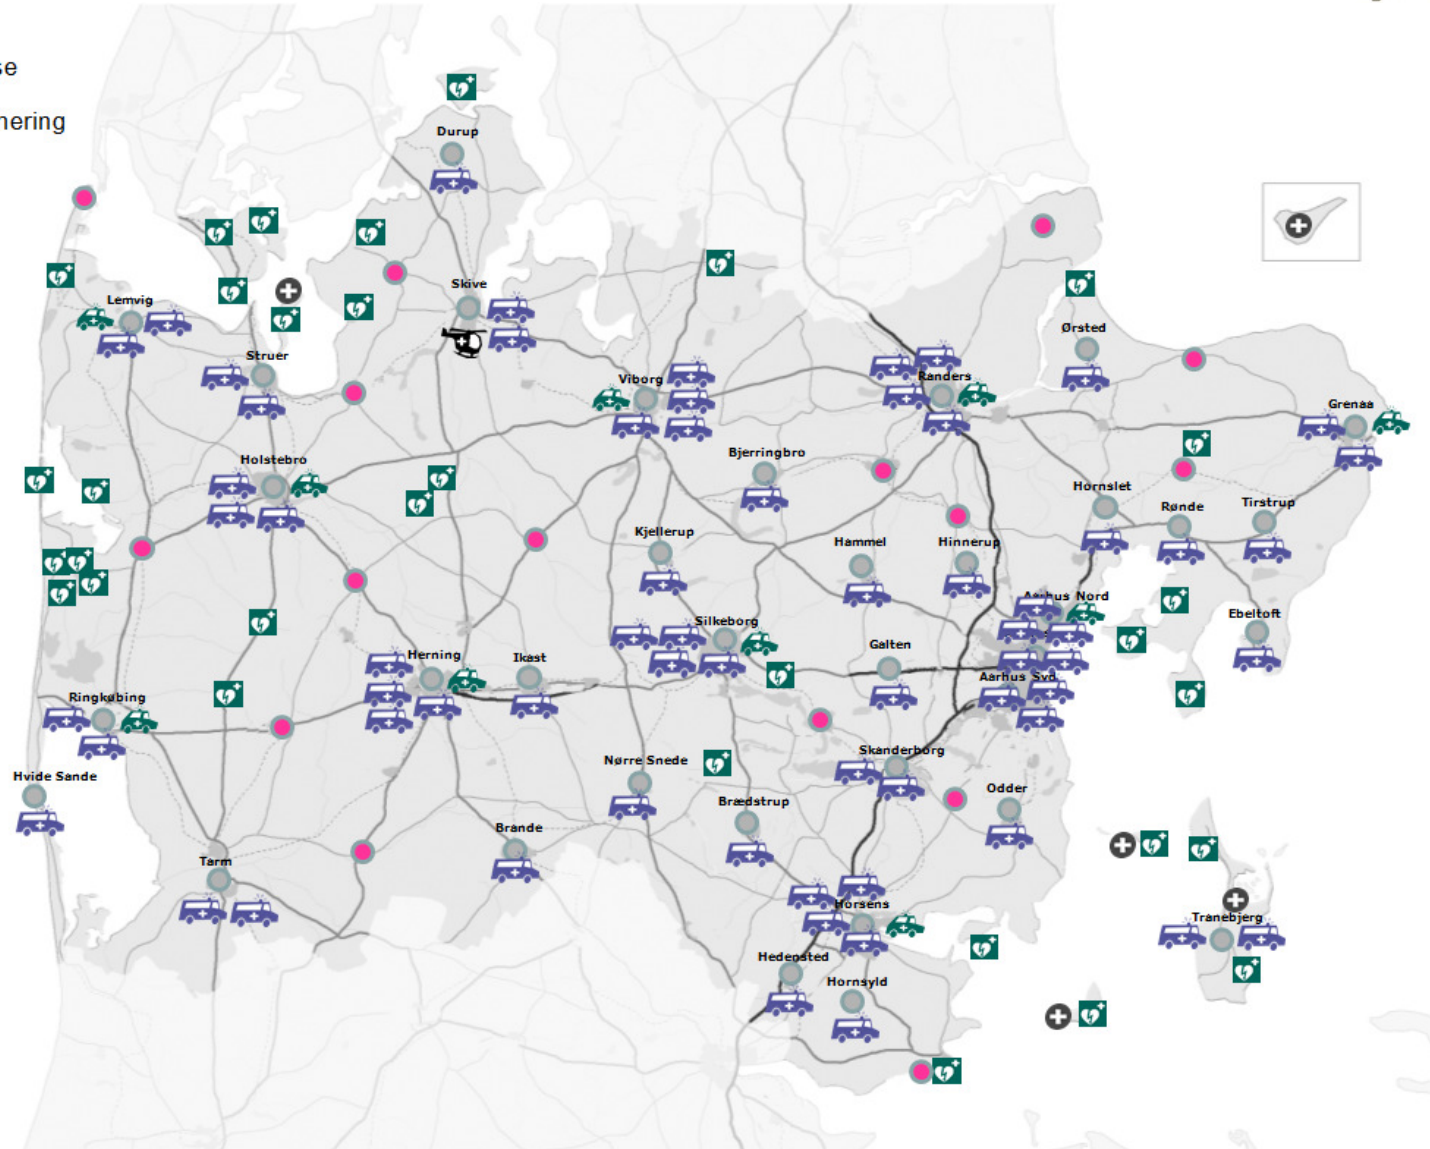 se
nering
Durup
Skive
Lemvig
Struer
Viborg
Randers
Ørsted
Grenaa
Holstebro
Bjerringbro
Hornslet
Rønde
Tirstrup
Kjellerup
Hammel
Hinnerup
Aarhus Nord
Ebeltoft
Silkeborg
Galten
Herning
Ikast
Aarhus Syd
Ringkøbing
Hvide Sande
Nørre Snede
Skanderborg
Odder
Brædstrup
Brande
Tarm
Horsens
Tranebjerg
Hedensted
Hornsyld